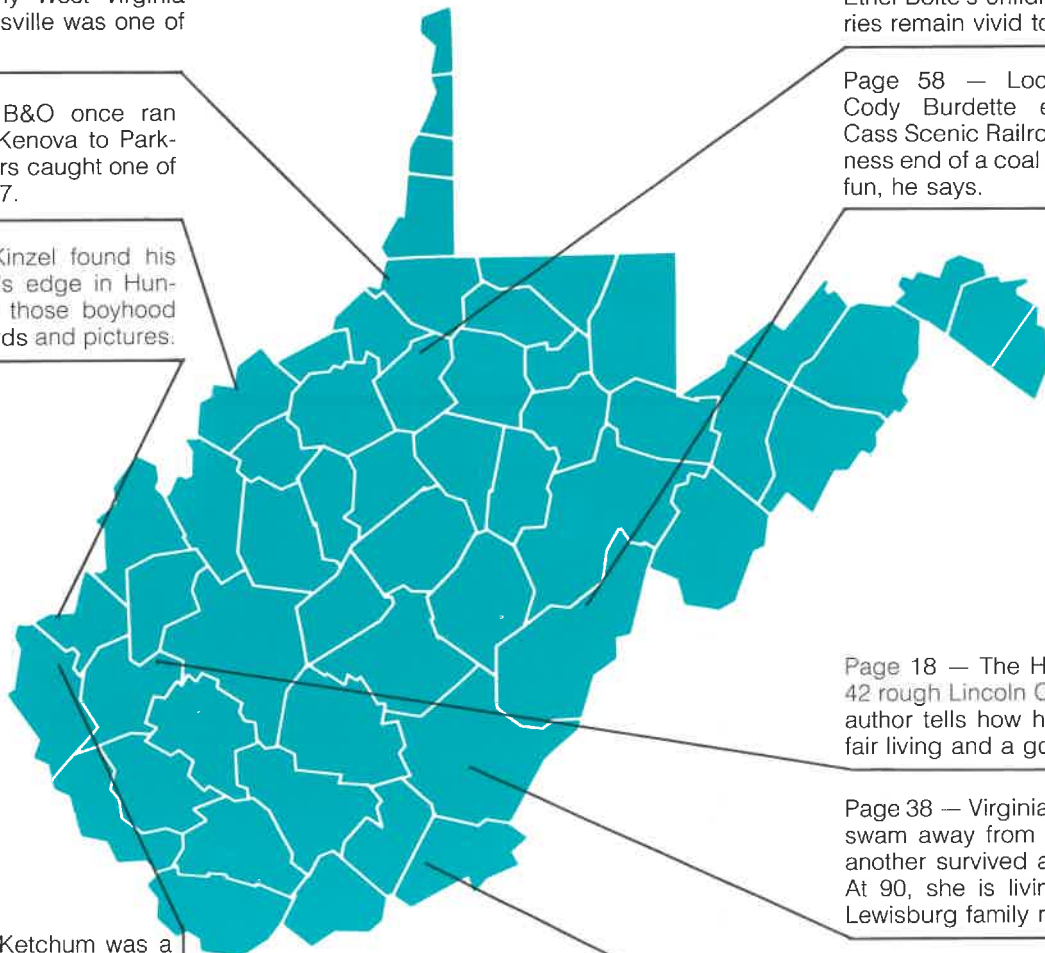 West Virginia
sville was one of
B&O once ran
Kenova to Park-
rs caught one of
7.
Kinzel found his
's edge in Hun-
those boyhood
ds and pictures.
Ketchum was a
ries remain vivid to
Page 58 —
Cody Burdette
Cass Scenic Railro
ness end of a coal
fun, he says.
Page 18 — The H
42 rough Lincoln C
author tells how h
fair living and a go
Page 38 — Virginia
swam away from
another survived a
At 90, she is livin
Lewisburg family r